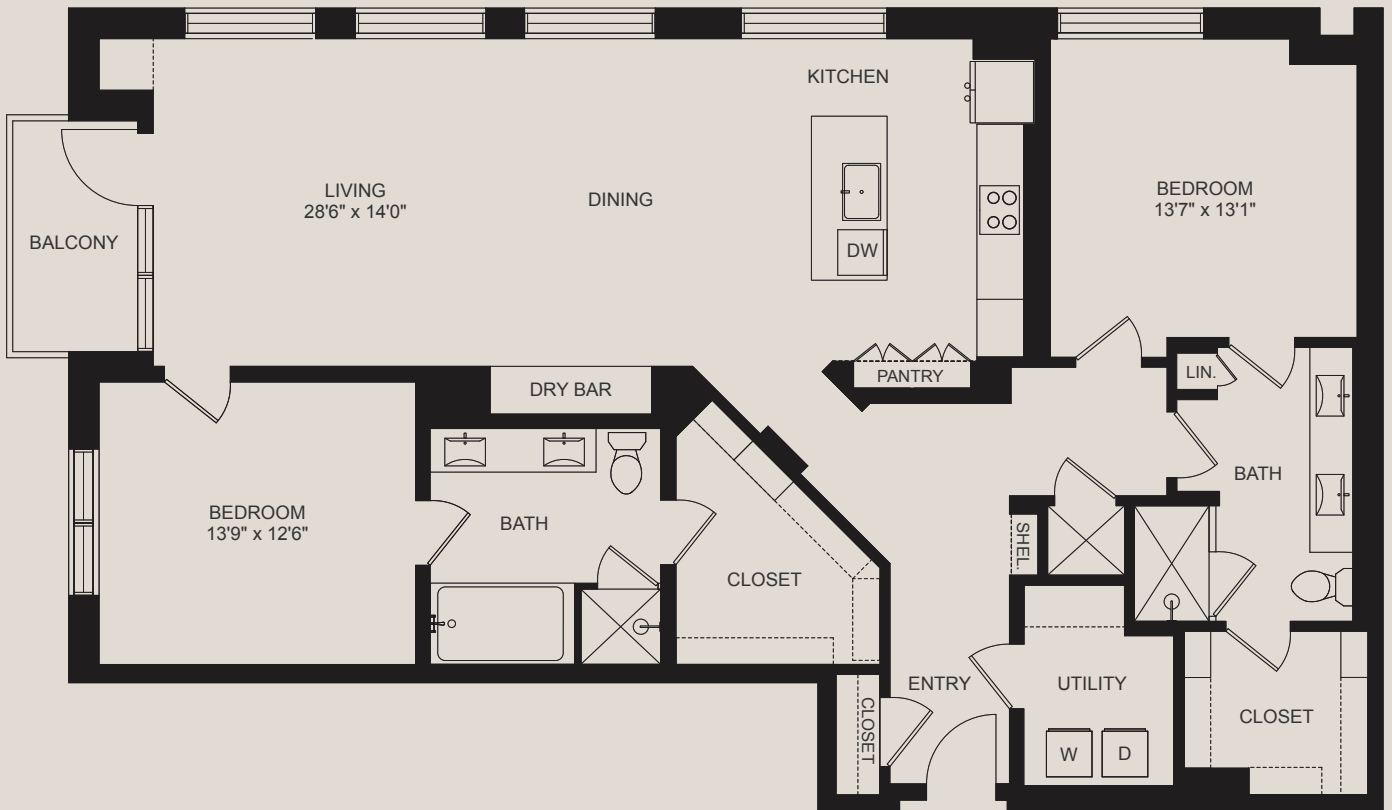 KITCHEN
LIVING
28'6" x 14'0"
DINING
BEDROOM
13'7" x 13'1"
BALCONY
DW
PANTRY
LIN.
DRY BAR
BATH
BEDROOM
13'9" x 12'6"
BATH
SHEL.
CLOSET
ENTRY
UTILITY
CLOSET
CLOSET
W
D